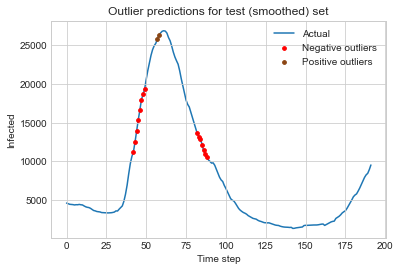 Outlier predictions for test (smoothed) set
Actual
Negative outliers
Positive outliers
25000
20000
15000
10000
5000
Infected
0 25 50 75 100 125 150 175 200
Time step